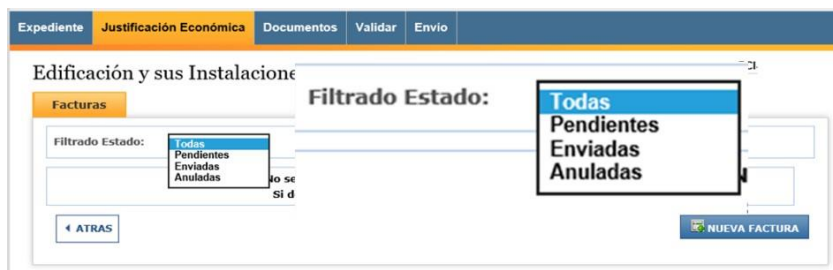 Expediente Justificación Económica Documentos Validar Envio
Edificación y sus Instalacione
Facturas
Filtrado Estado:
Todas
Pendientes
Enviadas
Anuladas
Filtrado Estado:
Todas
Pendientes
Enviadas
Anuladas
No se
Si d
ATRAS
NUEVA FACTURA